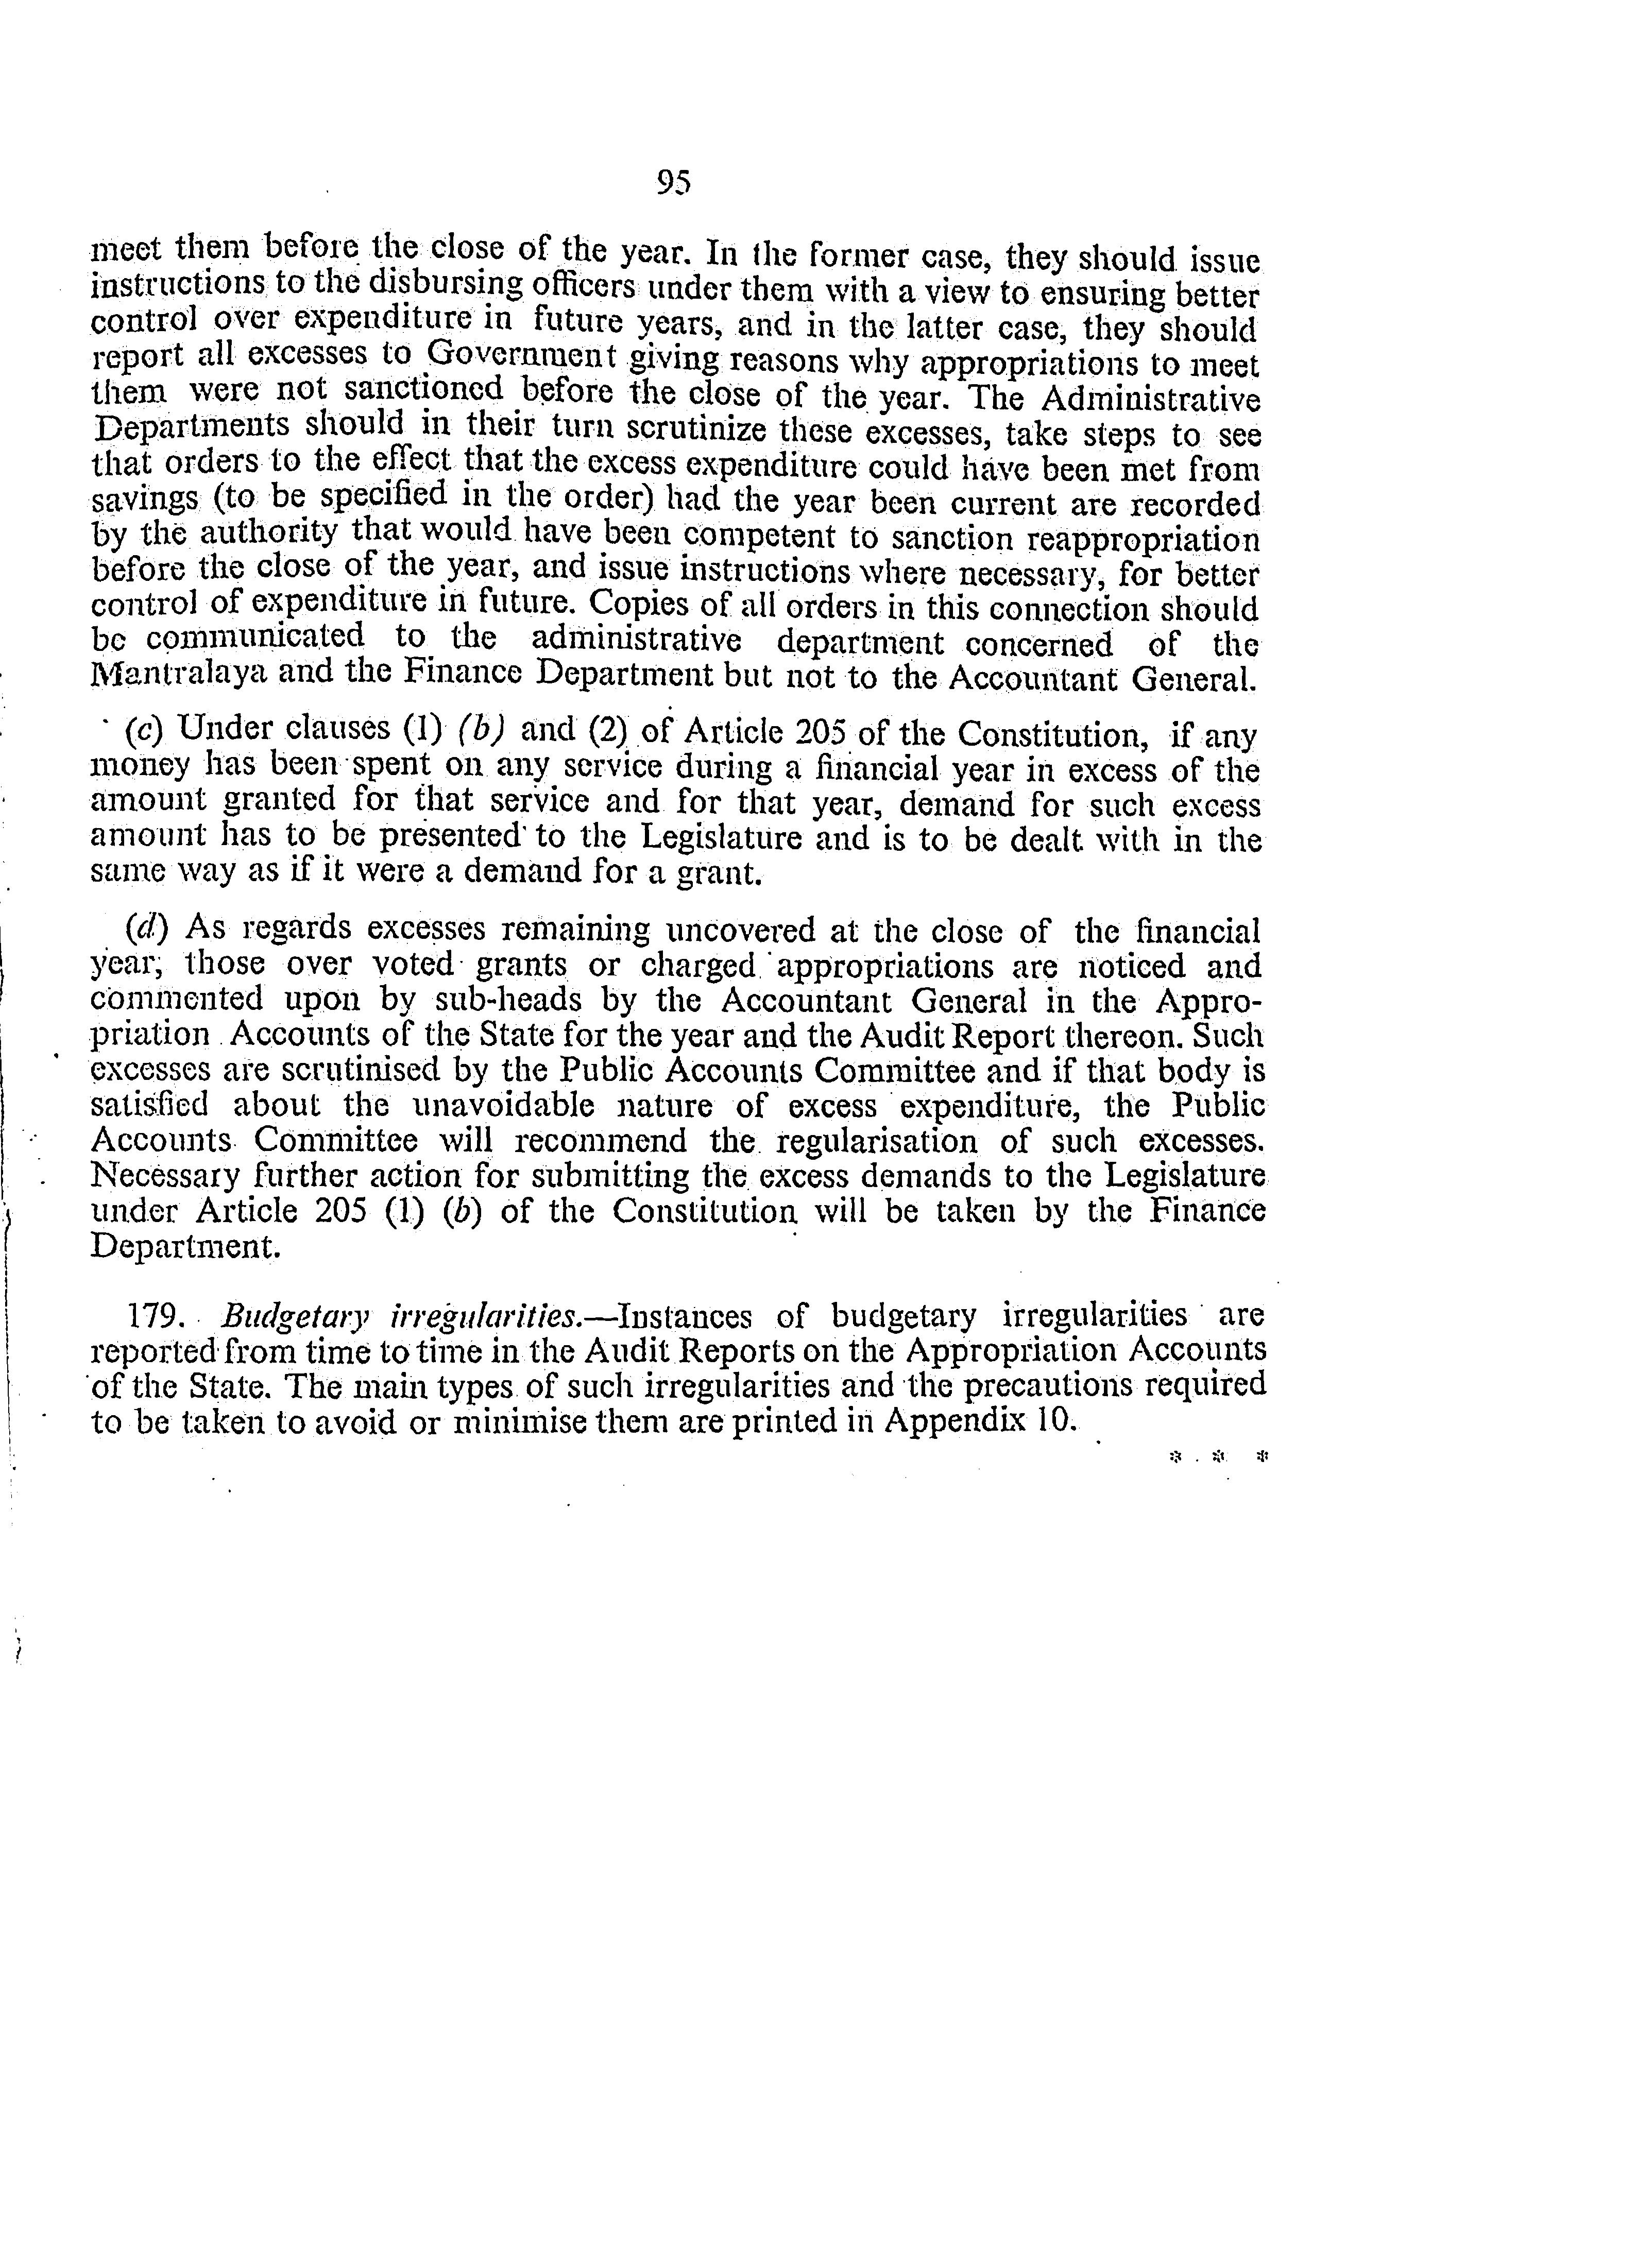 95
meet them before the close of the year. In the former case, they should issue
instructions to the disbursing officers under them with a view to ensuring better
control over expenditure in future years, and in the latter case, they should
report all excesses to Government giving reasons why appropriations to meet
them were not sanctioned before the close of the year. The Administrative
Departments should in their turn scrutinize these excesses, take steps to see
that orders to the effect that the excess expenditure could have been met from
savings (to be specified in the order) had the year been current are recorded
by the authority that would have been competent to sanction reappropriation
before the close of the year, and issue instructions where necessary, for better
control of expenditure in future. Copies of all orders in this connection should
be communicated to the administrative department concerned of the
Mantralaya and the Finance Department but not to the Accountant General.
(c) Under clauses (1) (b) and (2) of Article 205 of the Constitution, if any
money has been spent on any service during a financial year in excess of the
amount granted for that service and for that year, demand for such excess
amount has to be presented to the Legislature and is to be dealt with in the
same way as if it were a demand for a grant.
(d) As regards excesses remaining uncovered at the close of the financial
year, those over voted grants or charged appropriations are noticed and
commented upon by sub-heads by the Accountant General in the Appro-
priation Accounts of the State for the year and the Audit Report thereon. Such
excesses are scrutinised by the Public Accounts Committee and if that body is
satisfied about the unavoidable nature of excess expenditure, the Public
Accounts Committee will recommend the regularisation of such excesses.
Necessary further action for submitting the excess demands to the Legislature
under Article 205 (1) (b) of the Constitution will be taken by the Finance
Department.
179. Budgetary irregularities.—Instances of budgetary irregularities are
reported from time to time in the Audit Reports on the Appropriation Accounts
of the State. The main types of such irregularities and the precautions required
to be taken to avoid or minimise them are printed in Appendix 10.
* * *